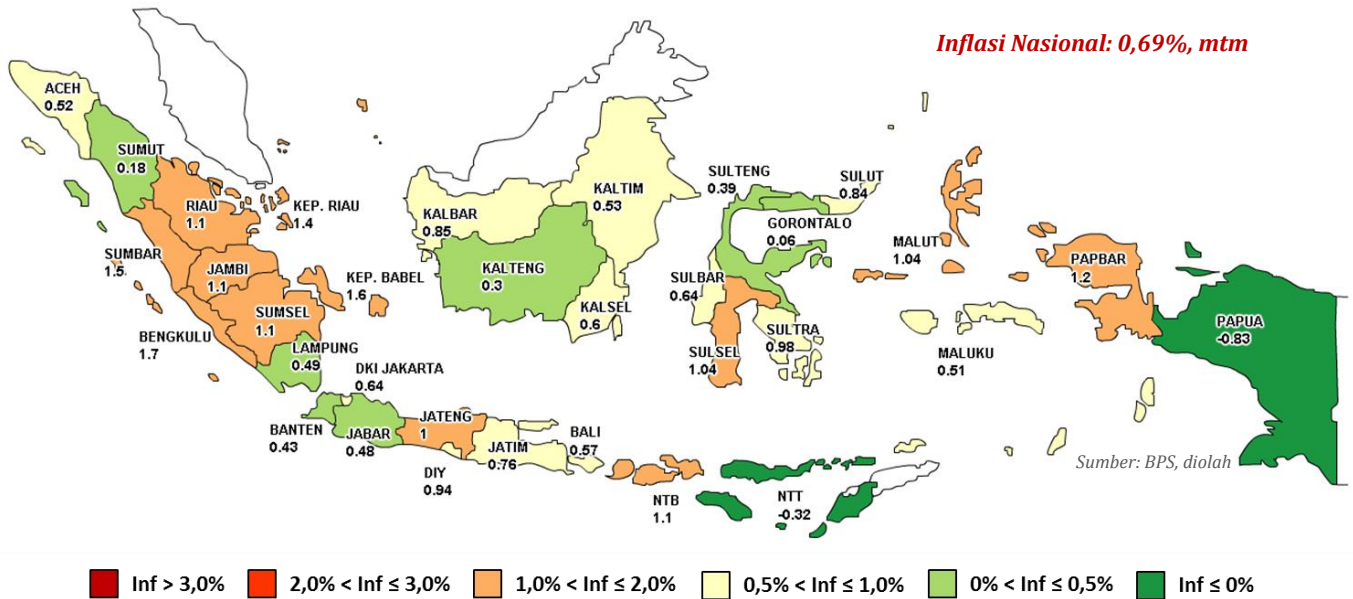 Inflasi Nasional: 0,69%, mtm
ACEH
0.52
SUMUT
0.18
RIAU
1.1
KEP. RIAU
1.4
SUMBAR
1.5
JAMBI
1.1
KEP. BABEL
1.6
SUMSEL
1.1
BENGKULU
1.7
LAMPUNG
0.49
DKI JAKARTA
0.64
BANTEN
0.43
JABAR
0.48
JATENG
1
DIY
0.94
JATIM
0.76
BALI
0.57
KALBAR
0.85
KALTENG
0.3
KALTIM
0.53
KALSEL
0.6
SULTENG
0.39
SULUT
0.84
GORONTALO
0.06
SULBAR
0.64
SULSEL
1.04
SULTRA
0.98
MALUT
1.04
MALUKU
0.51
PAPBAR
1.2
PAPUA
-0.83
NTB
1.1
NTT
-0.32
Sumber: BPS, diolah
Inf > 3,0%
2,0% < Inf ≤ 3,0%
1,0% < Inf ≤ 2,0%
0,5% < Inf ≤ 1,0%
0% < Inf ≤ 0,5%
Inf ≤ 0%